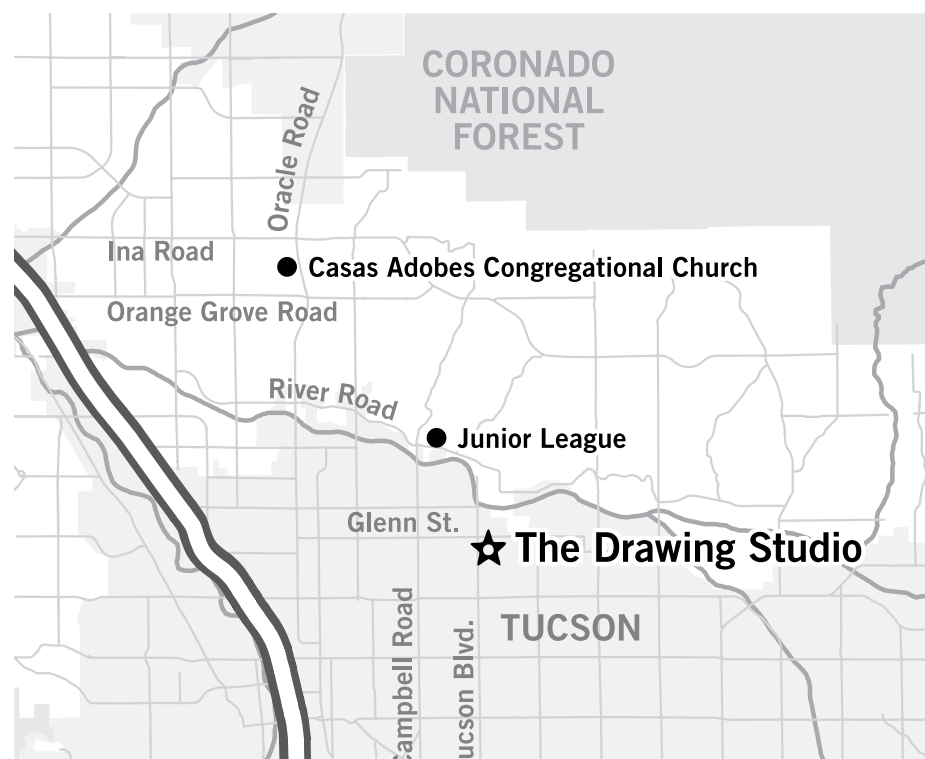 CORONADO
NATIONAL
FOREST
Oracle Road
Ina Road
Casas Adobes Congregational Church
Orange Grove Road
River Road
Junior League
Glenn St.
The Drawing Studio
TUCSON
Campbell Road
ucson Blvd.